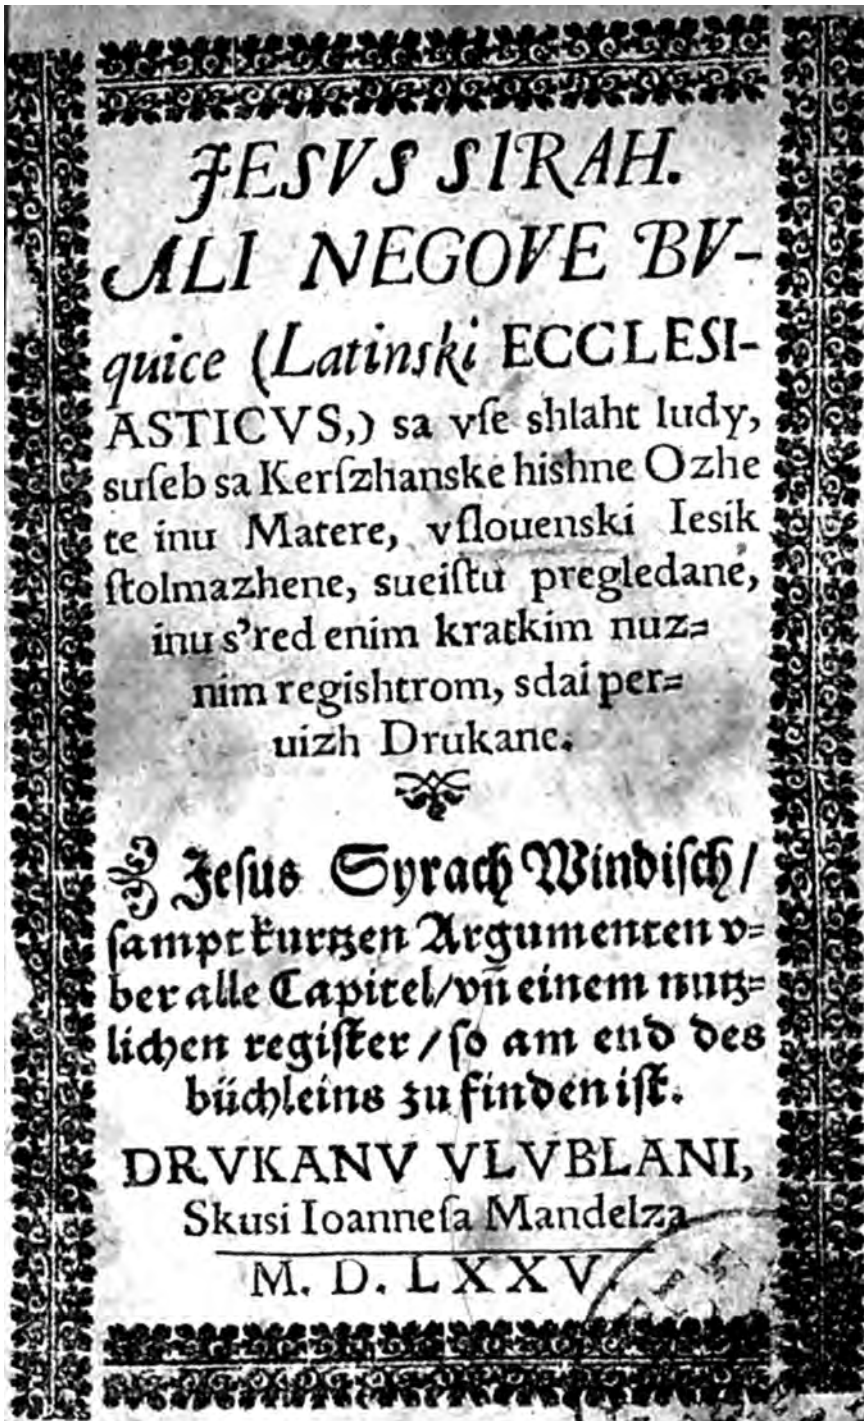 JESVS SIRAH.
ALI NEGOVE BV-
quice (Latinski ECCLESI-
ASTICVS,) sa vſe shlaht ludy,
suſeb sa Kerſzhanske hishne Ozhe
te inu Matere, vſlouenski Iesik
ſtolmazhene, sueiſtu pregledane,
inu s'red enim kratkim nuz⸗
nim regishtrom, sdai per⸗
uizh Drukane.
Jeſus Syrach Windiſch/
ſampt kurtzen Argumenten v⸗
ber alle Capitel/vñ einem nutz⸗
lichen regiſter/ſo am end des
büchleins zu finden iſt.
DRVKANV VLVBLANI,
Skusi Ioanneſa Mandelza
M. D. LXXV.